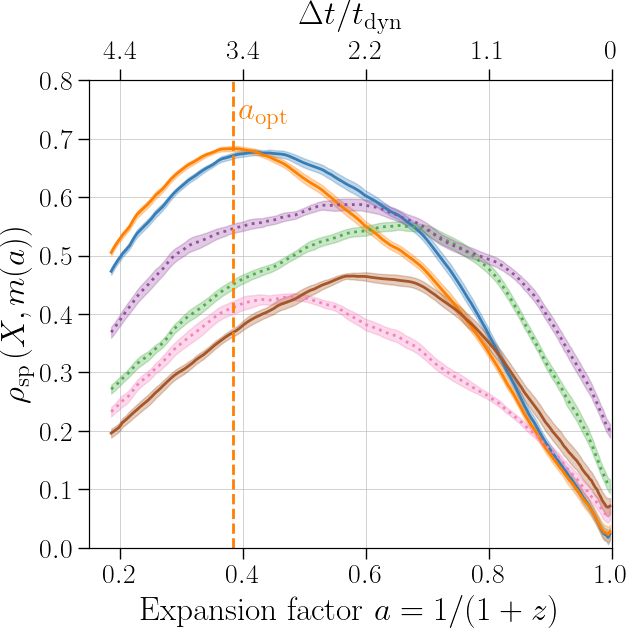 Δt/t_dyn
4.4 3.4 2.2 1.1 0
a_opt
0.8
0.7
0.6
0.5
0.4
0.3
0.2
0.1
0.0
ρ_sp(X, m(a))
0.2 0.4 0.6 0.8 1.0
Expansion factor a = 1/(1 + z)